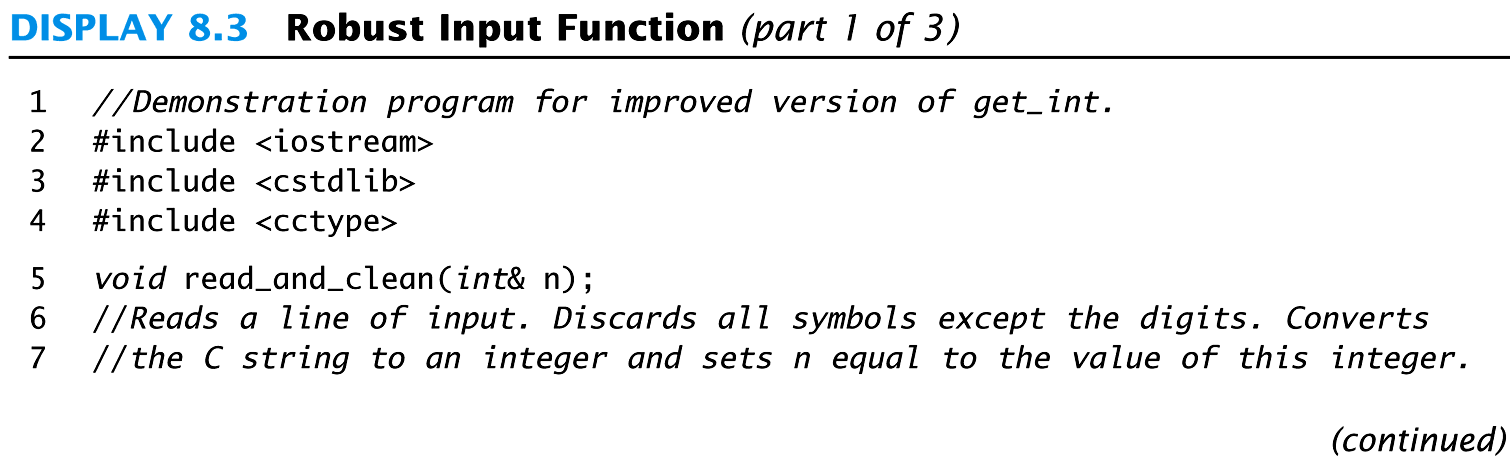 DISPLAY 8.3 Robust Input Function (part 1 of 3)
1 //Demonstration program for improved version of get_int.
2 #include <iostream>
3 #include <cstdlib>
4 #include <cctype>
5 void read_and_clean(int& n);
6 //Reads a line of input. Discards all symbols except the digits. Converts
7 //the C string to an integer and sets n equal to the value of this integer.
(continued)